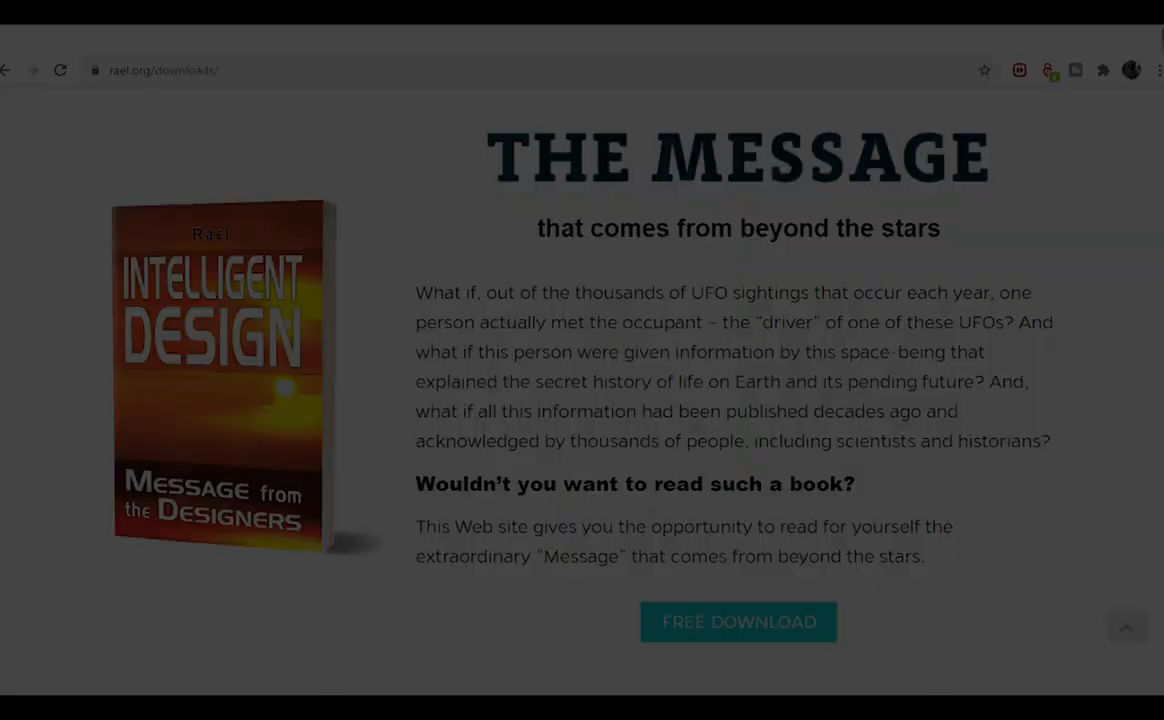 rael.org/downloads/
THE MESSAGE
that comes from beyond the stars
Rael
INTELLIGENT
DESIGN
MESSAGE from
the DESIGNERS
What if, out of the thousands of UFO sightings that occur each year, one
person actually met the occupant – the “driver” of one of these UFOs? And
what if this person were given information by this space-being that
explained the secret history of life on Earth and its pending future? And,
what if all this information had been published decades ago and
acknowledged by thousands of people, including scientists and historians?
Wouldn’t you want to read such a book?
This Web site gives you the opportunity to read for yourself the
extraordinary “Message” that comes from beyond the stars.
FREE DOWNLOAD